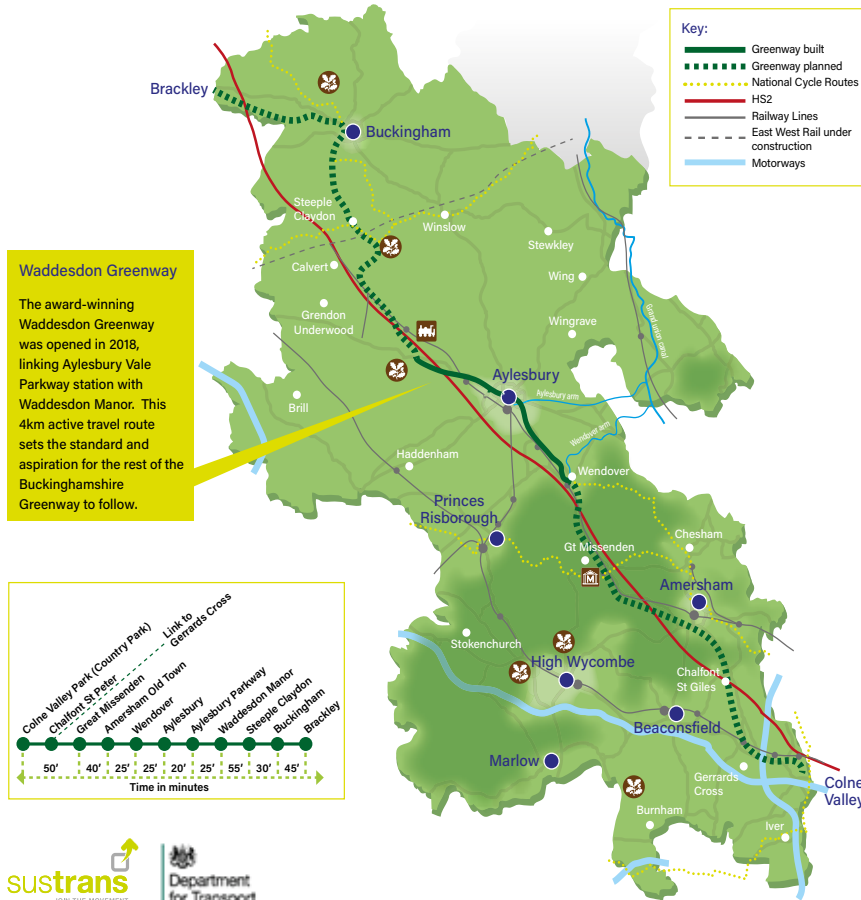 Key:
Greenway built
Greenway planned
National Cycle Routes
HS2
Railway Lines
East West Rail under
construction
Motorways
Brackley
Buckingham
Steeple
Claydon
Winslow
Stewkley
Calvert
Wing
Grendon
Underwood
Wingrave
Grand union canal
Waddesdon Greenway
The award-winning
Waddesdon Greenway
was opened in 2018,
linking Aylesbury Vale
Parkway station with
Waddesdon Manor. This
4km active travel route
sets the standard and
aspiration for the rest of the
Buckinghamshire
Greenway to follow.
Aylesbury
Aylesbury arm
Brill
Wendover arm
Haddenham
Wendover
Princes
Risborough
Chesham
Gt Missenden
M
Amersham
Stokenchurch
High Wycombe
Chalfont
St Giles
Beaconsfield
Marlow
Gerrards
Cross
Colne
Valley
Burnham
Iver
Colne Valley Park (Country Park)
Chalfont St Peter
Link to
Gerrards Cross
Great Missenden
Amersham Old Town
Wendover
Aylesbury
Aylesbury Parkway
Waddesdon Manor
Steeple Claydon
Buckingham
Brackley
50' 40' 25' 25' 20' 25' 55' 30' 45'
Time in minutes
sustrans
JOIN THE MOVEMENT
Department
for Transport